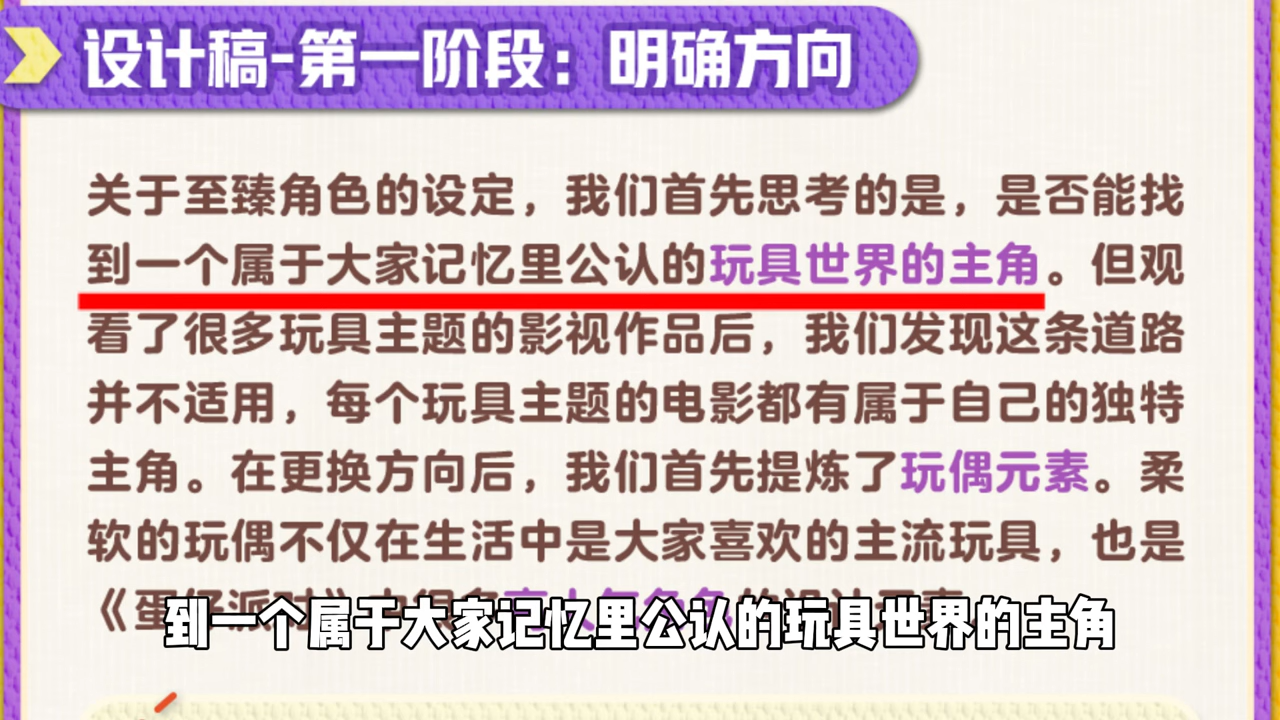 设计稿-第一阶段：明确方向
关于至臻角色的设定，我们首先思考的是，是否能找
到一个属于大家记忆里公认的玩具世界的主角。但观
看了很多玩具主题的影视作品后，我们发现这条道路
并不适用，每个玩具主题的电影都有属于自己的独特
主角。在更换方向后，我们首先提炼了玩偶元素。柔
软的玩偶不仅在生活中是大家喜欢的主流玩具，也是
《蛋仔派对》
到一个属于大家记忆里公认的玩具世界的主角